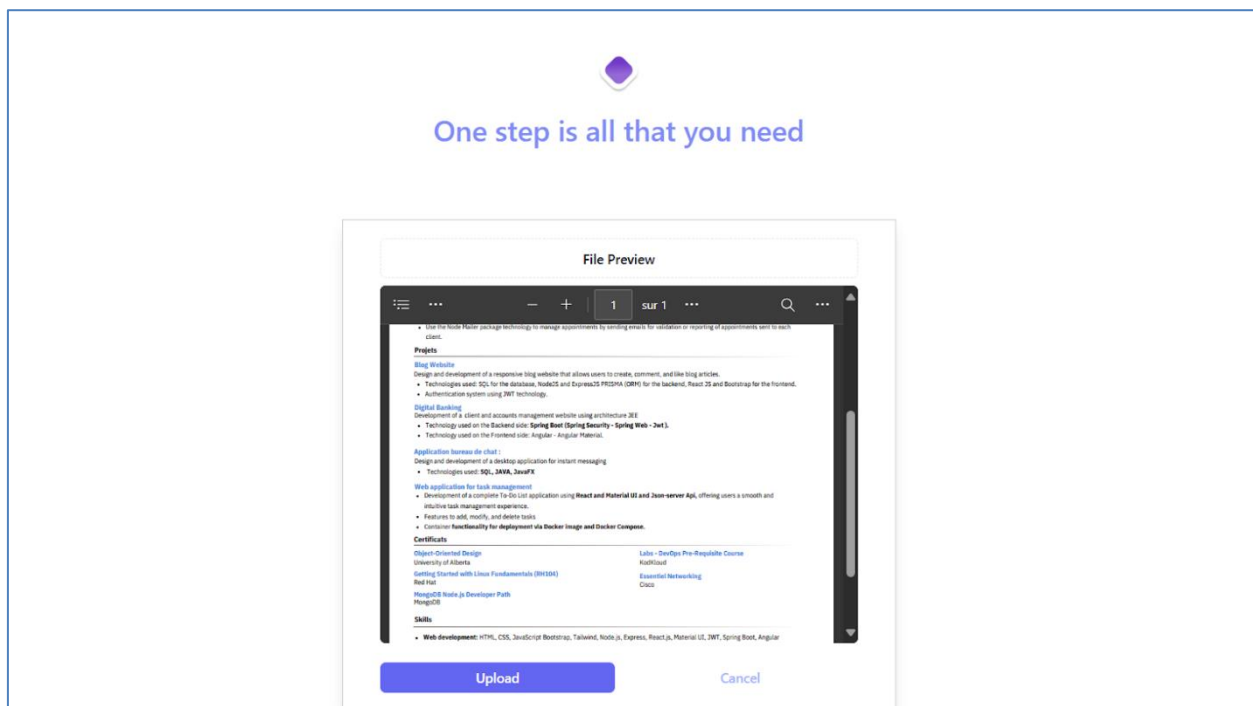 One step is all that you need
File Preview
1 sur 1
• Use the Node Mailer package technology to manage appointments by sending emails for validation or reporting of appointments sent to each
client.
Projets
Blog Website
Design and development of a responsive blog website that allows users to create, comment, and like blog articles.
• Technologies used: SQL for the database, NodeJS and ExpressJS PRISMA (ORM) for the backend, React JS and Bootstrap for the frontend.
• Authentication system using JWT technology.
Digital Banking
Development of a client and accounts management website using architecture JEE
• Technology used on the Backend side: Spring Boot (Spring Security - Spring Web - Jwt ).
• Technology used on the Frontend side: Angular - Angular Material.
Application bureau de chat :
Design and development of a desktop application for instant messaging
• Technologies used: SQL, JAVA, JavaFX
Web application for task management
• Development of a complete To-Do List application using React and Material UI and Json-server Api, offering users a smooth and
intuitive task management experience.
• Features to add, modify, and delete tasks
• Container functionality for deployment via Docker image and Docker Compose.
Certificats
Object-Oriented Design
University of Alberta
Getting Started with Linux Fundamentals (RH104)
Red Hat
MongoDB Node.js Developer Path
MongoDB
Labs - DevOps Pre-Requisite Course
KodKloud
Essential Networking
Cisco
Skills
• Web development: HTML, CSS, JavaScript Bootstrap, Tailwind, Node.js, Express, React.js, Material UI, JWT, Spring Boot, Angular
Upload
Cancel